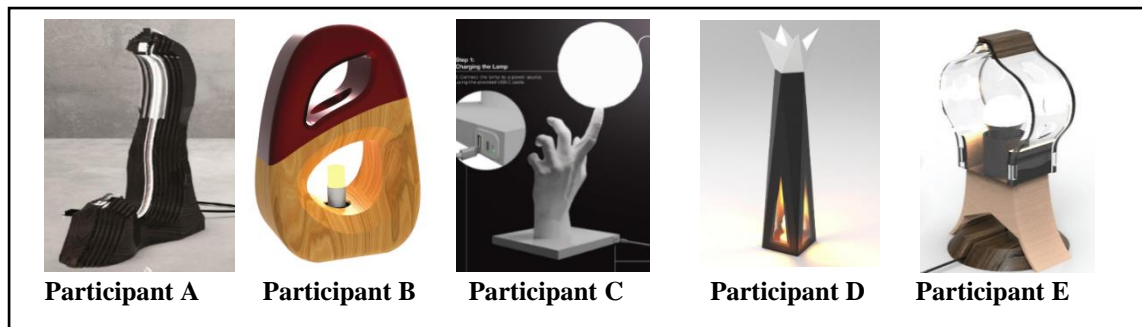 Step 1:
Charging the Lamp
Participant A
Participant B
Participant C
Participant D
Participant E